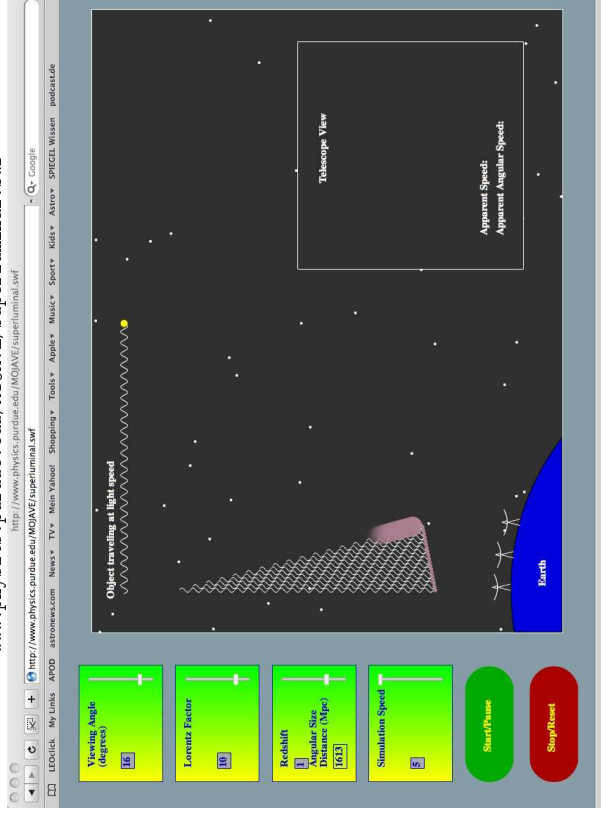 http://www.physics.purdue.edu/MOJAVE/superluminal.swf
http://www.physics.purdue.edu/MOJAVE/superluminal.swf
Q- Google
LEOclick My Links APOD astronews.com News▾ TV▾ Mein Yahoo! Shopping▾ Tools▾ Apple▾ Music▾ Sport▾ Kids▾ Astro▾ SPIEGEL Wissen podcast.de
Viewing Angle
(degrees)
16
Lorentz Factor
10
Redshift
1
Angular Size
Distance (Mpc)
1613
Simulation Speed
5
Start/Pause
Stop/Reset
Object traveling at light speed
Telescope View
Apparent Speed:
Apparent Angular Speed:
Earth